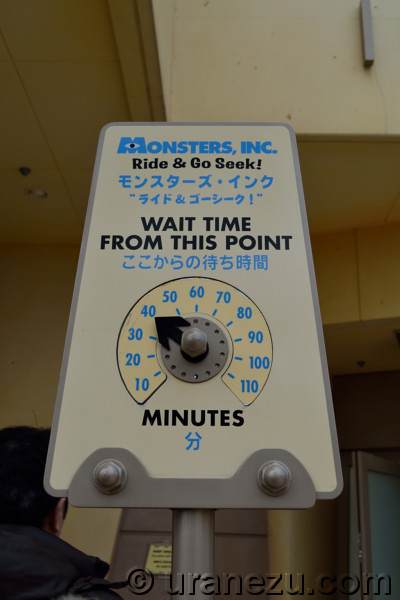 MONSTERS, INC.
Ride & Go Seek!
モンスターズ・インク
"ライド&ゴーシーク!"
WAIT TIME
FROM THIS POINT
ここからの待ち時間
10 20 30 40 50 60 70 80 90 100 110
MINUTES
分
© uranezu.com